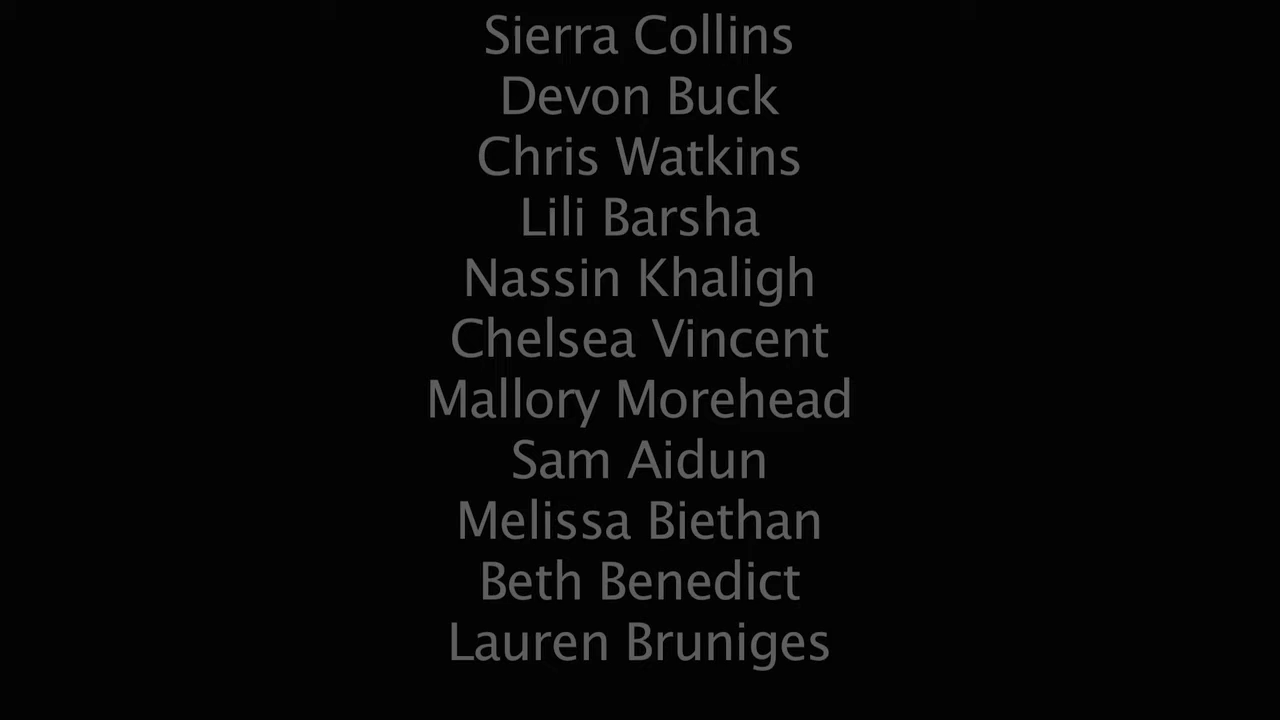 Sierra Collins
Devon Buck
Chris Watkins
Lili Barsha
Nassin Khaligh
Chelsea Vincent
Mallory Morehead
Sam Aidun
Melissa Biethan
Beth Benedict
Lauren Bruniges